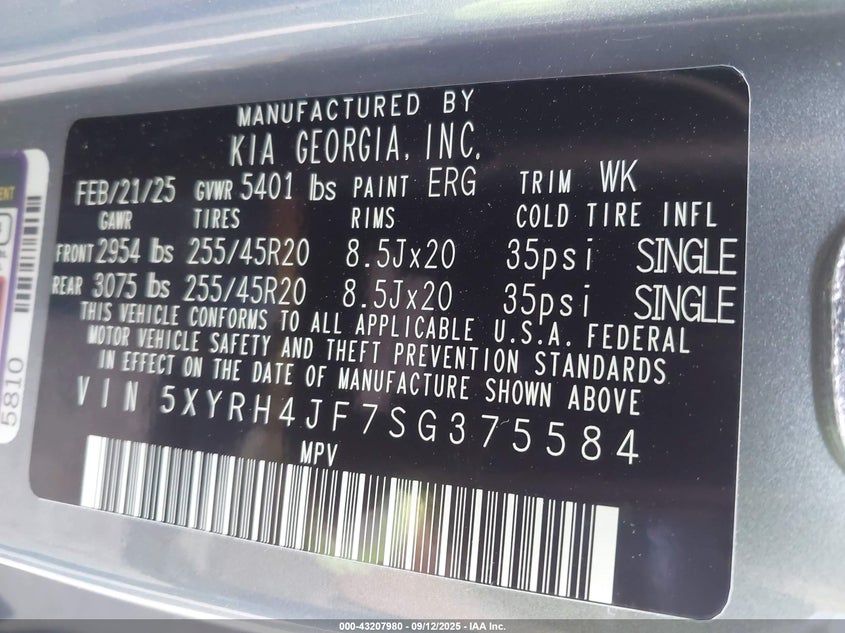 MANUFACTURED BY
KIA GEORGIA, INC.
FEB/21/25 GVWR 5401 lbs PAINT ERG TRIM WK
GAWR TIRES RIMS COLD TIRE INFL
FRONT 2954 lbs 255/45R20 8.5Jx20 35psi SINGLE
REAR 3075 lbs 255/45R20 8.5Jx20 35psi SINGLE
THIS VEHICLE CONFORMS TO ALL APPLICABLE U.S.A. FEDERAL
MOTOR VEHICLE SAFETY AND THEFT PREVENTION STANDARDS
IN EFFECT ON THE DATE OF MANUFACTURE SHOWN ABOVE
VIN 5XYRH4JF7SG375584
MPV
5810
000-43207980 - 09/12/2025 - IAA Inc.